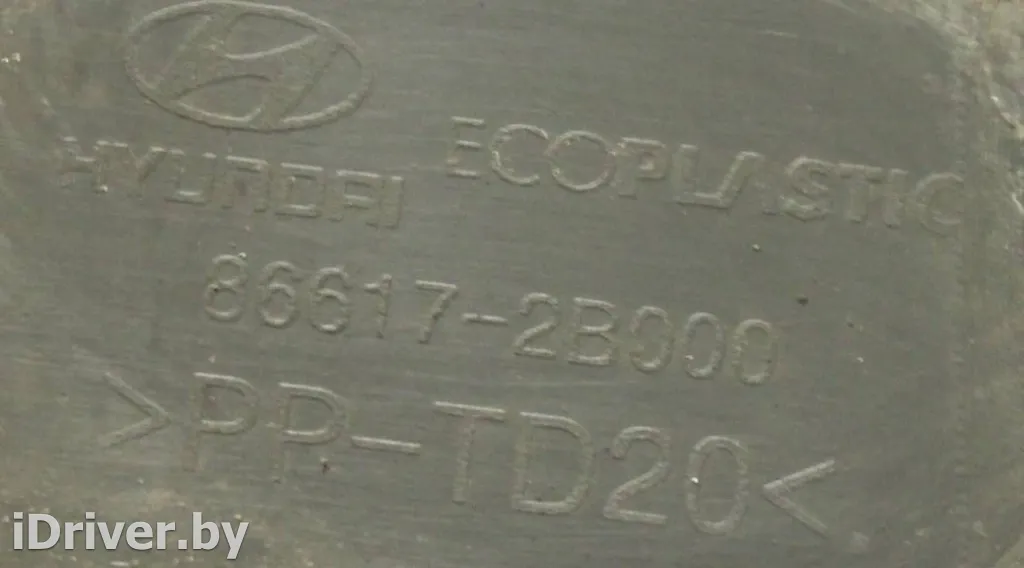 HYUNDAI ECOPLASTIC
86617-2B000
>PP-TD20<
iDriver.by